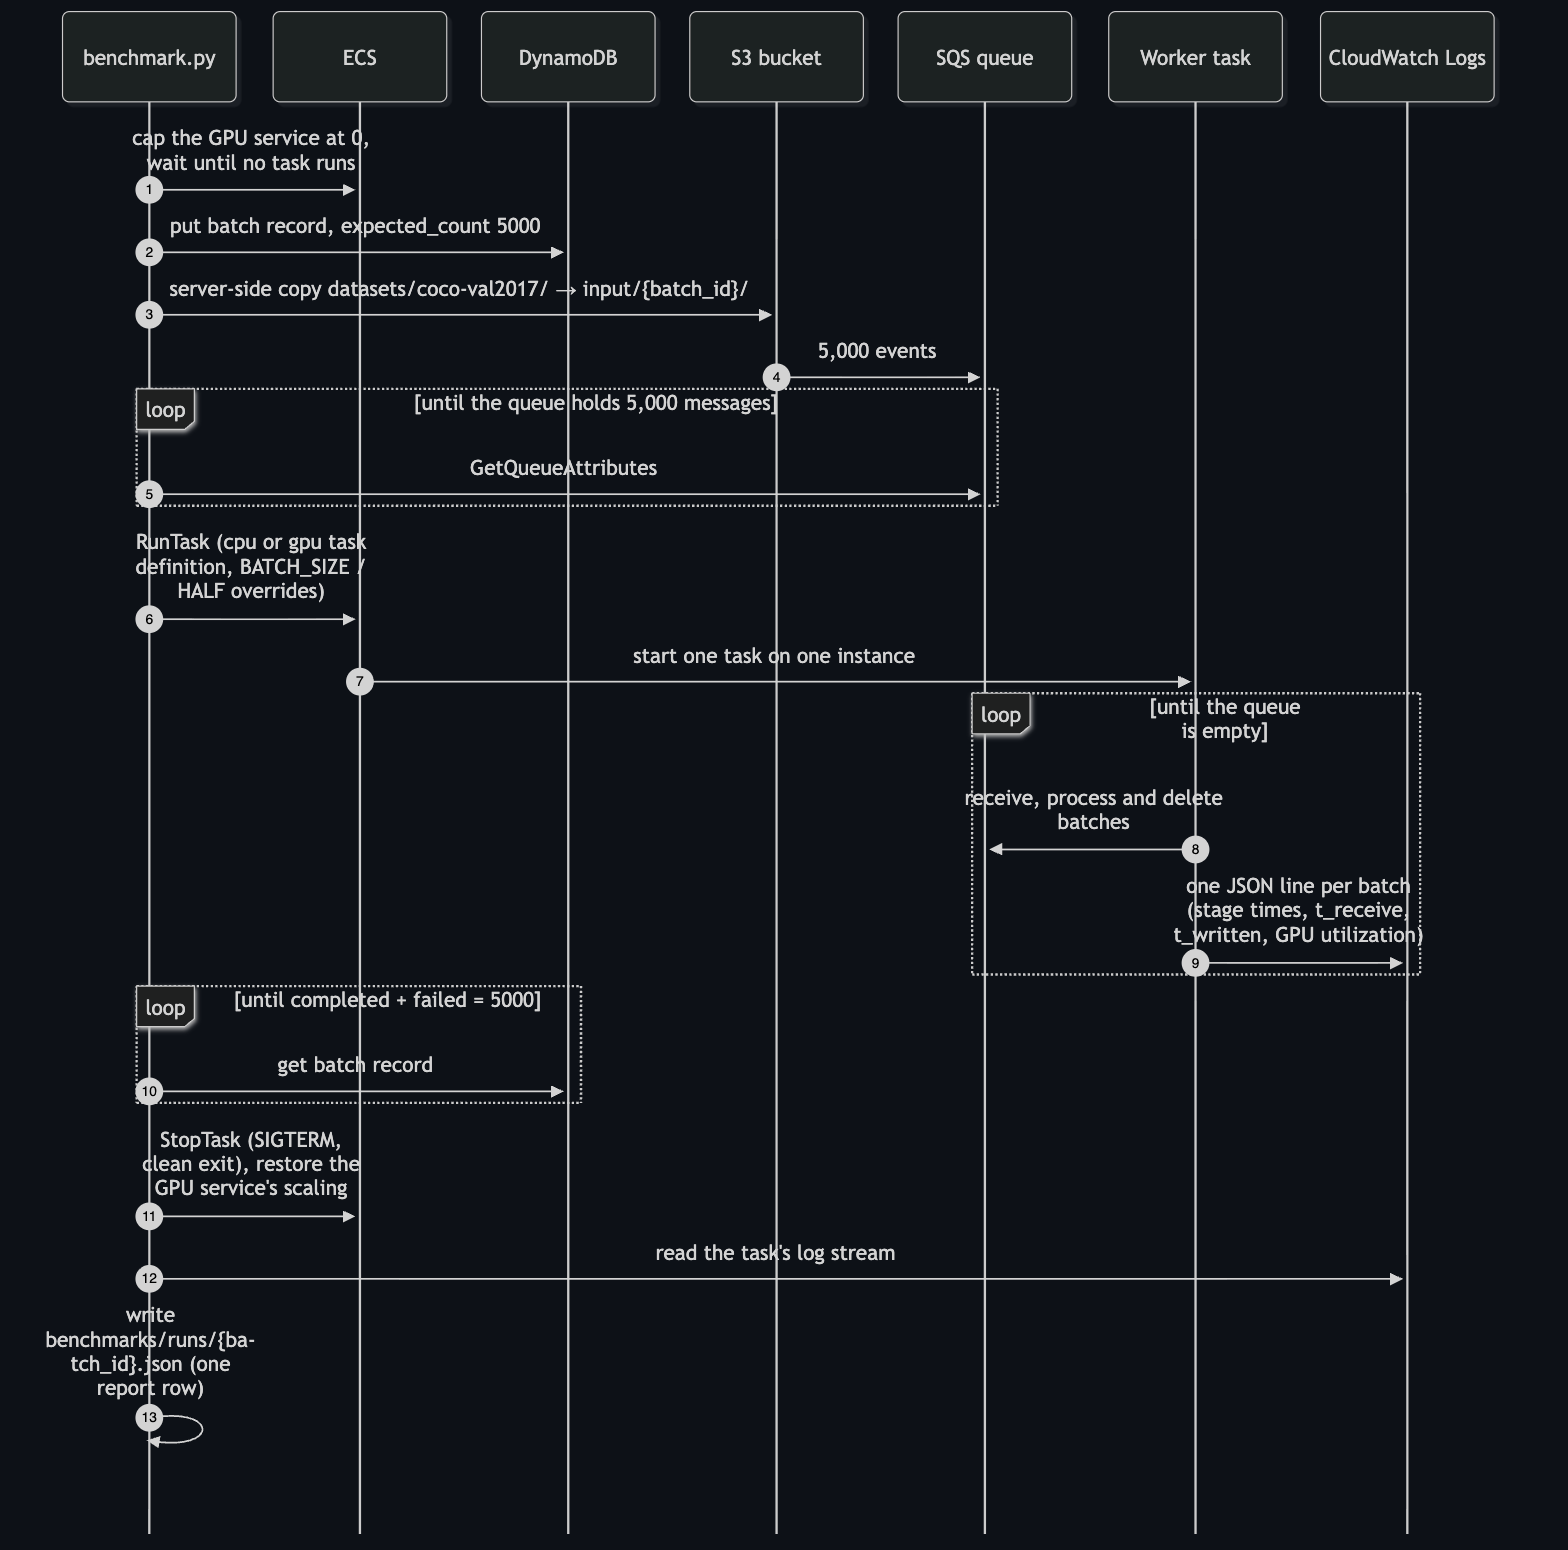 benchmark.py
ECS
DynamoDB
S3 bucket
SQS queue
Worker task
CloudWatch Logs
cap the GPU service at 0,
wait until no task runs
1
put batch record, expected_count 5000
2
server-side copy datasets/coco-val2017/ → input/{batch_id}/
3
5,000 events
4
loop
[until the queue holds 5,000 messages]
GetQueueAttributes
5
RunTask (cpu or gpu task
definition, BATCH_SIZE /
HALF overrides)
6
start one task on one instance
7
loop
[until the queue
is empty]
receive, process and delete
batches
8
one JSON line per batch
(stage times, t_receive,
t_written, GPU utilization)
9
loop
[until completed + failed = 5000]
get batch record
10
StopTask (SIGTERM,
clean exit), restore the
GPU service's scaling
11
read the task's log stream
12
write
benchmarks/runs/{ba-
tch_id}.json (one
report row)
13